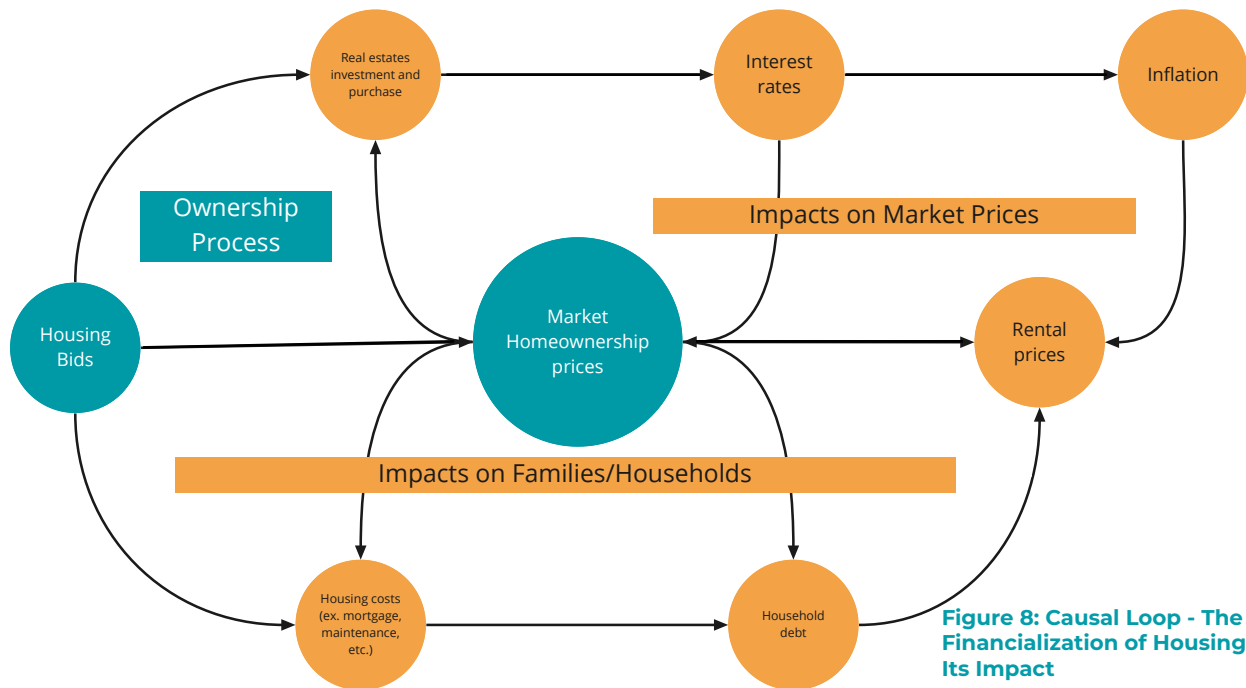 Real estates
investment and
purchase
Interest
rates
Inflation
Ownership
Process
Impacts on Market Prices
Housing
Bids
Market
Homeownership
prices
Rental
prices
Impacts on Families/Households
Housing costs
(ex. mortgage,
maintenance,
etc.)
Household
debt
Figure 8: Causal Loop - The
Financialization of Housing
Its Impact